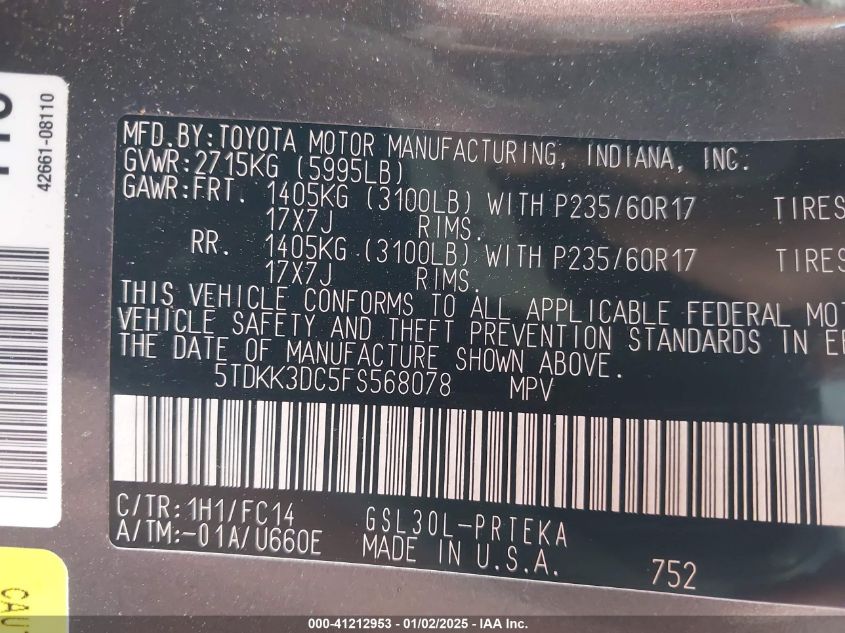 42661-08110
MFD.BY:TOYOTA MOTOR MANUFACTURING, INDIANA, INC.
GVWR:2715KG (5995LB)
GAWR:FRT. 1405KG (3100LB) WITH P235/60R17 TIRES
17X7J RIMS.
RR. 1405KG (3100LB) WITH P235/60R17 TIRES
17X7J RIMS.
THIS VEHICLE CONFORMS TO ALL APPLICABLE FEDERAL MOT
VEHICLE SAFETY AND THEFT PREVENTION STANDARDS IN EF
THE DATE OF MANUFACTURE SHOWN ABOVE.
5TDKK3DC5FS568078 MPV
C/TR:1H1/FC14 GSL30L-PRTEKA
A/TM:-01A/U660E MADE IN U.S.A. 752
CAU
000-41212953 - 01/02/2025 - IAA Inc.